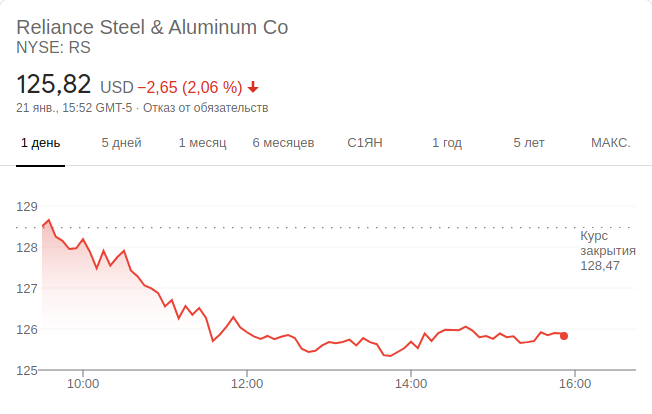 Reliance Steel & Aluminum Co
NYSE: RS
125,82 USD −2,65 (2,06 %)
21 янв., 15:52 GMT-5 · Отказ от обязательств
1 день 5 дней 1 месяц 6 месяцев С1ЯН 1 год 5 лет МАКС.
129
128
127
126
125
Курс
закрытия
128,47
10:00 12:00 14:00 16:00